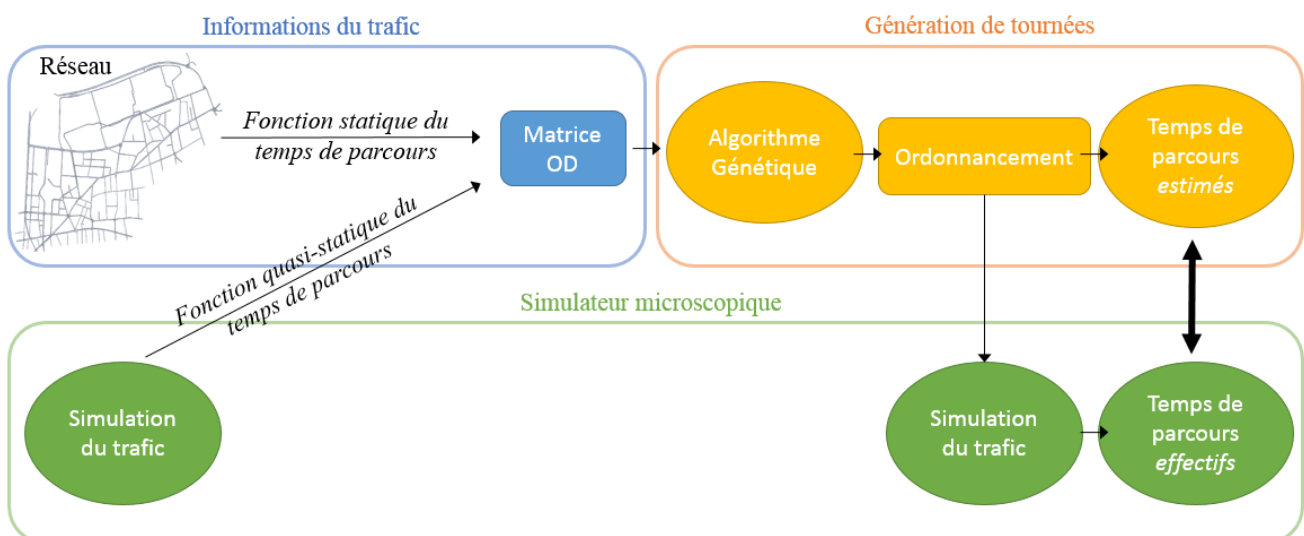 Informations du trafic
Génération de tournées
Réseau
Fonction statique du
temps de parcours
Matrice
OD
Algorithme
Génétique
Ordonnancement
Temps de
parcours
estimés
Fonction quasi-statique du
temps de parcours
Simulateur microscopique
Simulation
du trafic
Simulation
du trafic
Temps de
parcours
effectifs